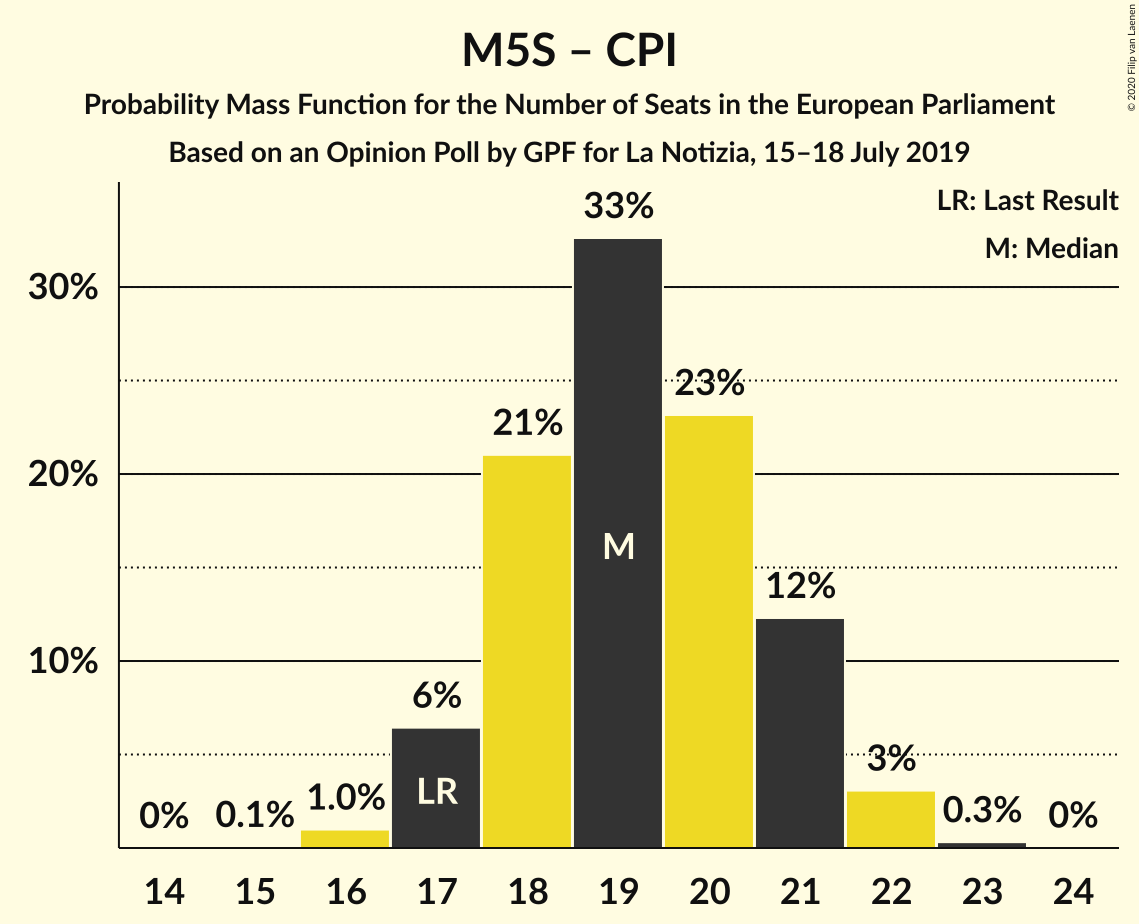 M5S – CPI
Probability Mass Function for the Number of Seats in the European Parliament
Based on an Opinion Poll by GPF for La Notizia, 15–18 July 2019
© 2020 Filip van Laenen
LR: Last Result
M: Median
30%
20%
10%
0%
0.1%
1.0%
6%
21%
33%
23%
12%
3%
0.3%
0%
LR
M
14 15 16 17 18 19 20 21 22 23 24